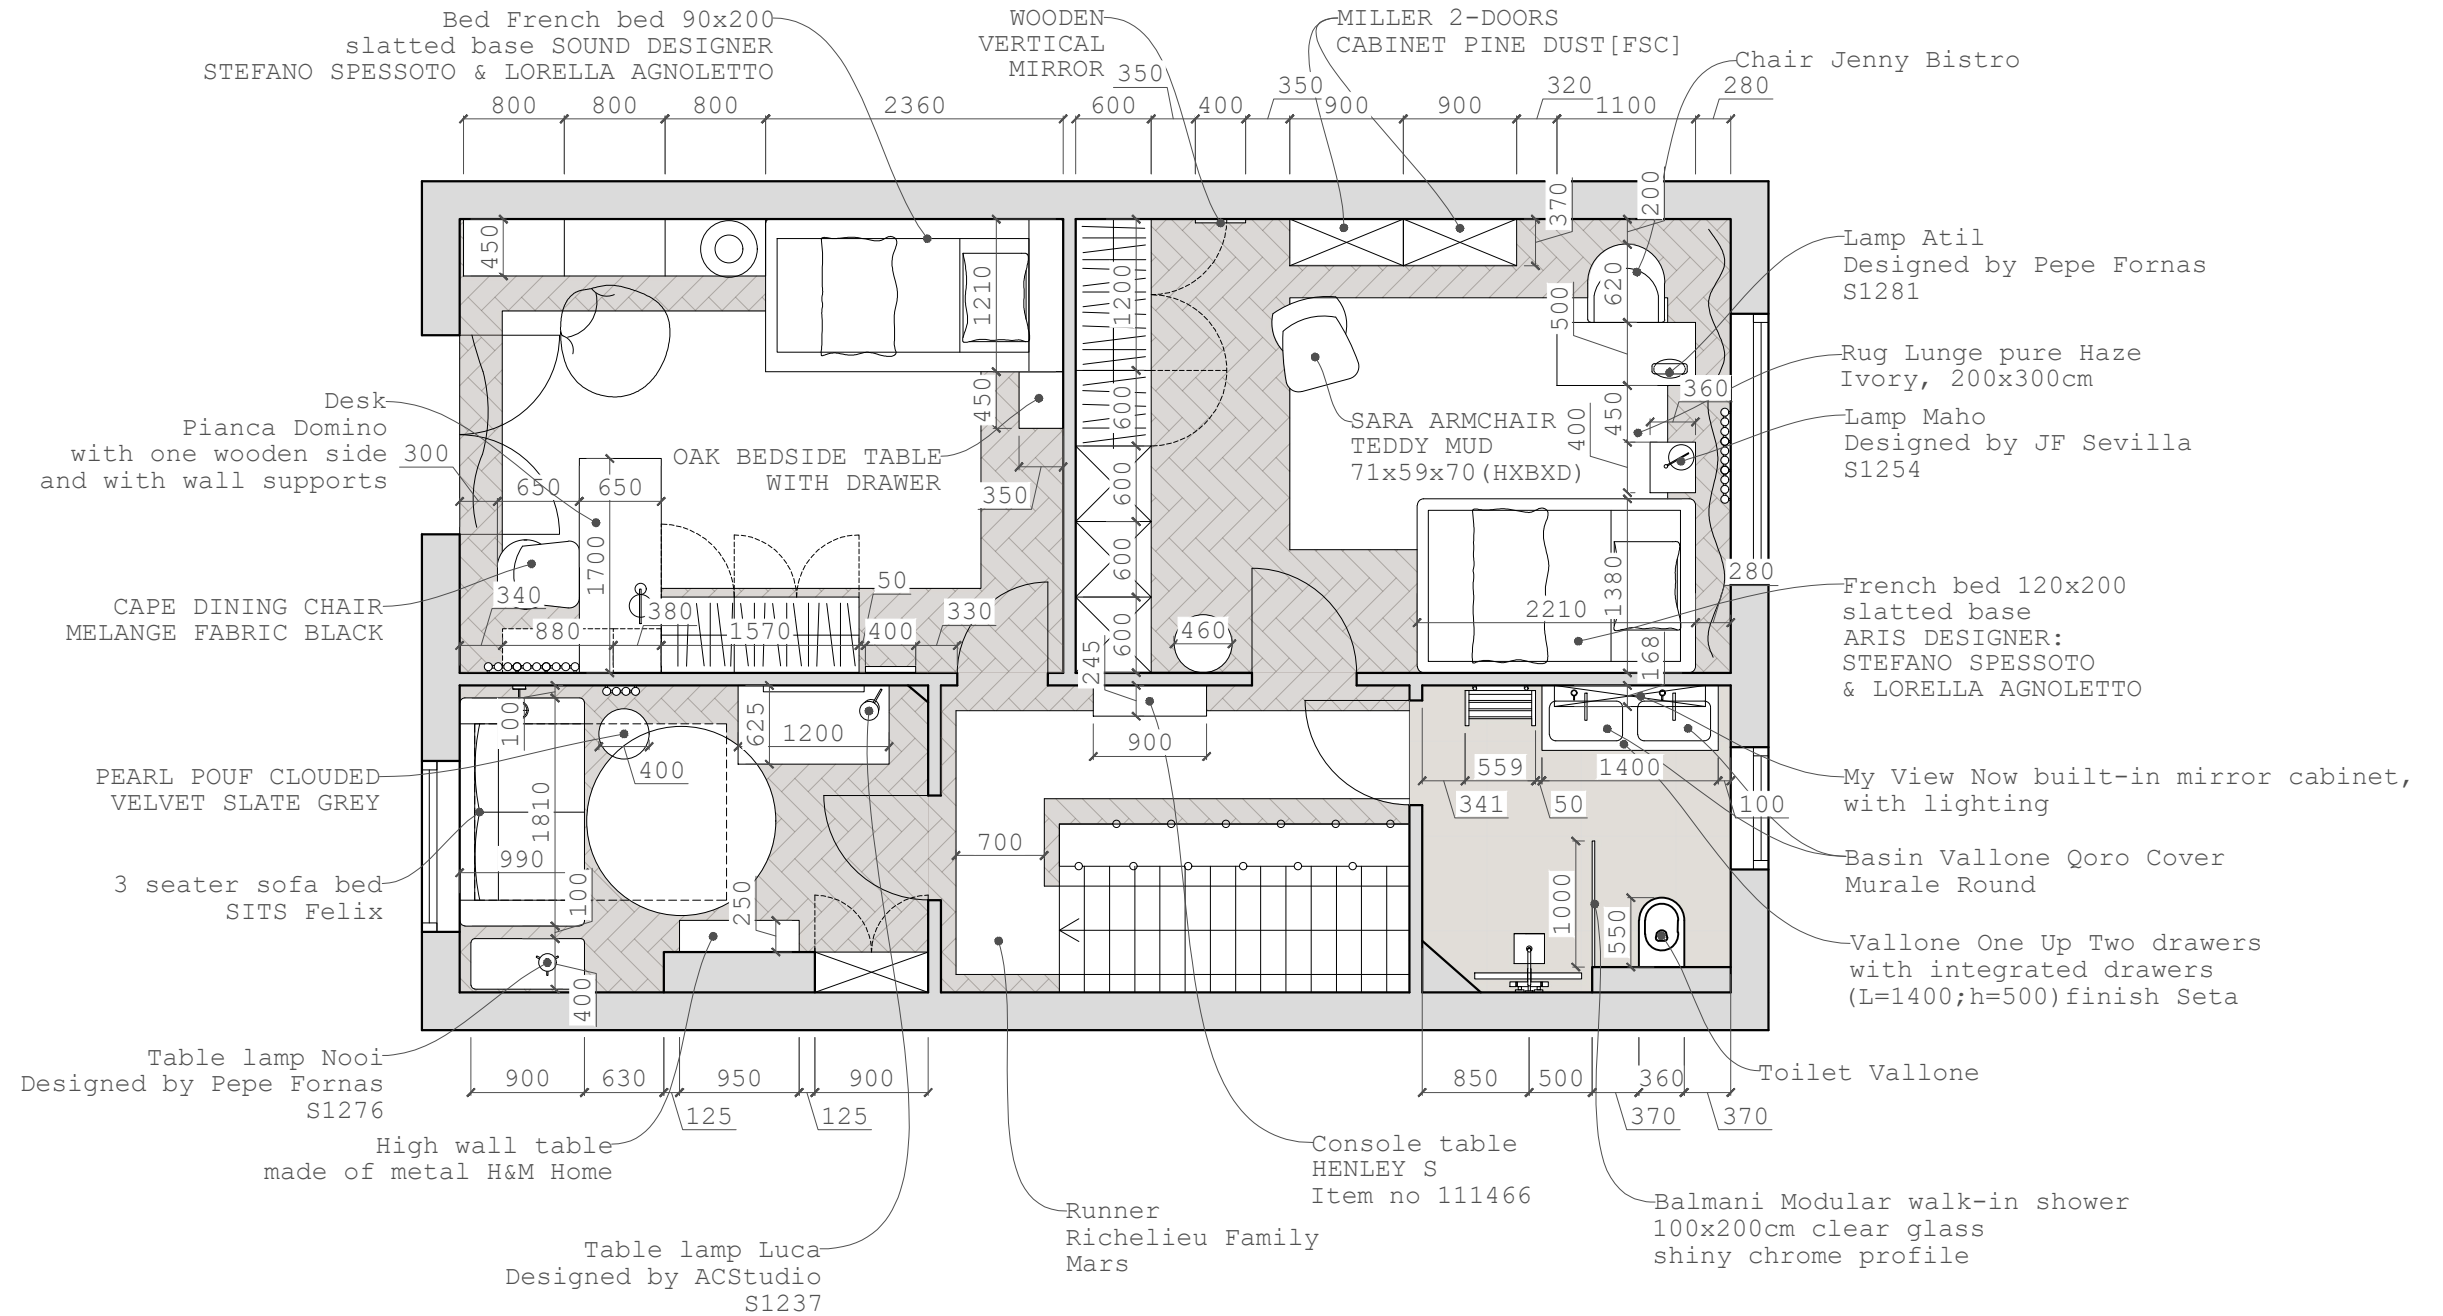 Bed French bed 90x200
slatted base SOUND DESIGNER
STEFANO SPESSOTO & LORELLA AGNOLETTO
WOODEN
VERTICAL
MIRROR
MILLER 2-DOORS
CABINET PINE DUST[FSC]
Chair Jenny Bistro
350
350
320
280
800
800
800
2360
600
400
900
900
1100
370
200
450
1210
1200
620
500
Lamp Atil
Designed by Pepe Fornas
S1281
Rug Lunge pure Haze
Ivory, 200x300cm
Lamp Maho
Designed by JF Sevilla
S1254
Desk
Pianca Domino
with one wooden side
and with wall supports
300
650
650
OAK BEDSIDE TABLE
WITH DRAWER
450
350
600
600
600
600
SARA ARMCHAIR
TEDDY MUD
71x59x70(HXBXD)
400
450
360
1700
340
50
380
330
880
1570
400
245
460
2210
1380
168
280
CAPE DINING CHAIR
MELANGE FABRIC BLACK
French bed 120x200
slatted base
ARIS DESIGNER:
STEFANO SPESSOTO
& LORELLA AGNOLETTO
100
625
1200
400
900
559
1400
341
50
100
PEARL POUF CLOUDED
VELVET SLATE GREY
My View Now built-in mirror cabinet,
with lighting
1810
990
100
250
700
1000
550
400
3 seater sofa bed
SITS Felix
Basin Vallone Qoro Cover
Murale Round
Vallone One Up Two drawers
with integrated drawers
(L=1400;h=500)finish Seta
Table lamp Nooi
Designed by Pepe Fornas
S1276
900
630
950
900
125
125
850
500
360
370
370
Toilet Vallone
High wall table
made of metal H&M Home
Console table
HENLEY S
Item no 111466
Runner
Richelieu Family
Mars
Balmani Modular walk-in shower
100x200cm clear glass
shiny chrome profile
Table lamp Luca
Designed by ACStudio
S1237